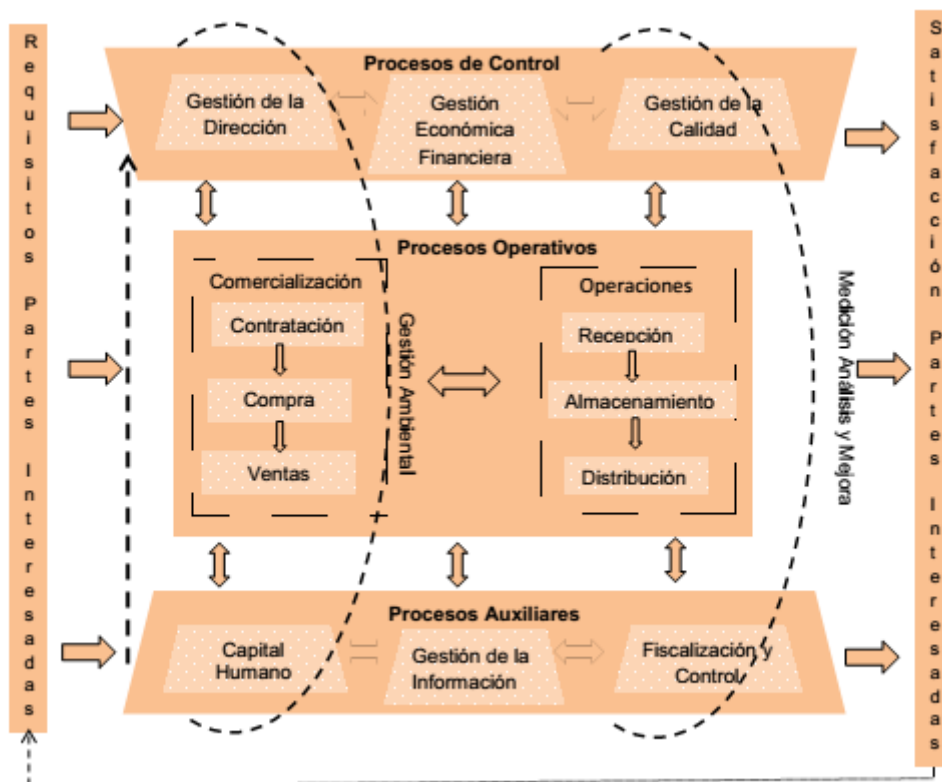 Requisitos Partes Interesadas
Procesos de Control
Gestión de la
Dirección
Gestión
Económica
Financiera
Gestión de la
Calidad
Procesos Operativos
Comercialización
Contratación
Compra
Ventas
Gestión Ambiental
Operaciones
Recepción
Almacenamiento
Distribución
Medición Análisis y Mejora
Procesos Auxiliares
Capital
Humano
Gestión de la
Información
Fiscalización y
Control
Satisfacción Partes Interesadas